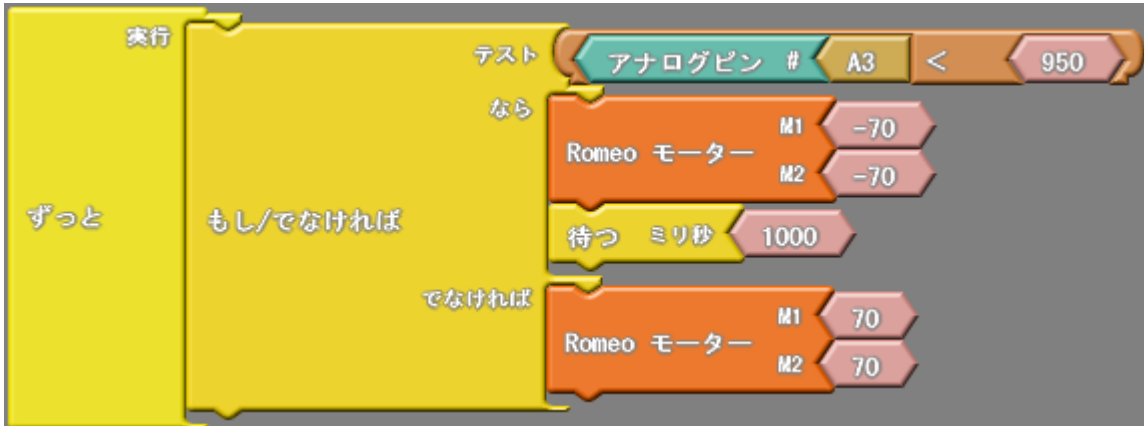 実行
テスト
アナログピン # A3 < 950
なら
M1 -70
Romeo モーター
M2 -70
ずっと
もし/でなければ
待つ ミリ秒 1000
でなければ
M1 70
Romeo モーター
M2 70